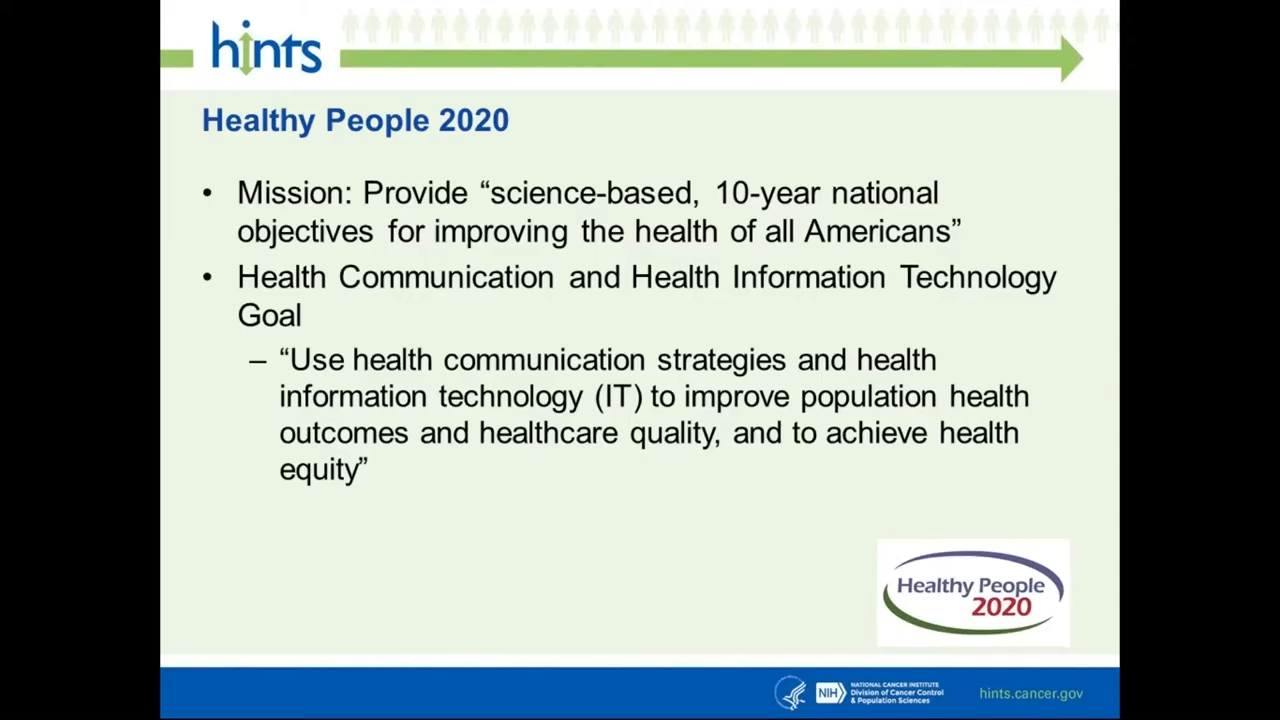 hints
Healthy People 2020
• Mission: Provide “science-based, 10-year national
objectives for improving the health of all Americans”
• Health Communication and Health Information Technology
Goal
– “Use health communication strategies and health
information technology (IT) to improve population health
outcomes and healthcare quality, and to achieve health
equity”
Healthy People
2020
NIH
NATIONAL CANCER INSTITUTE
Division of Cancer Control
& Population Sciences
hints.cancer.gov